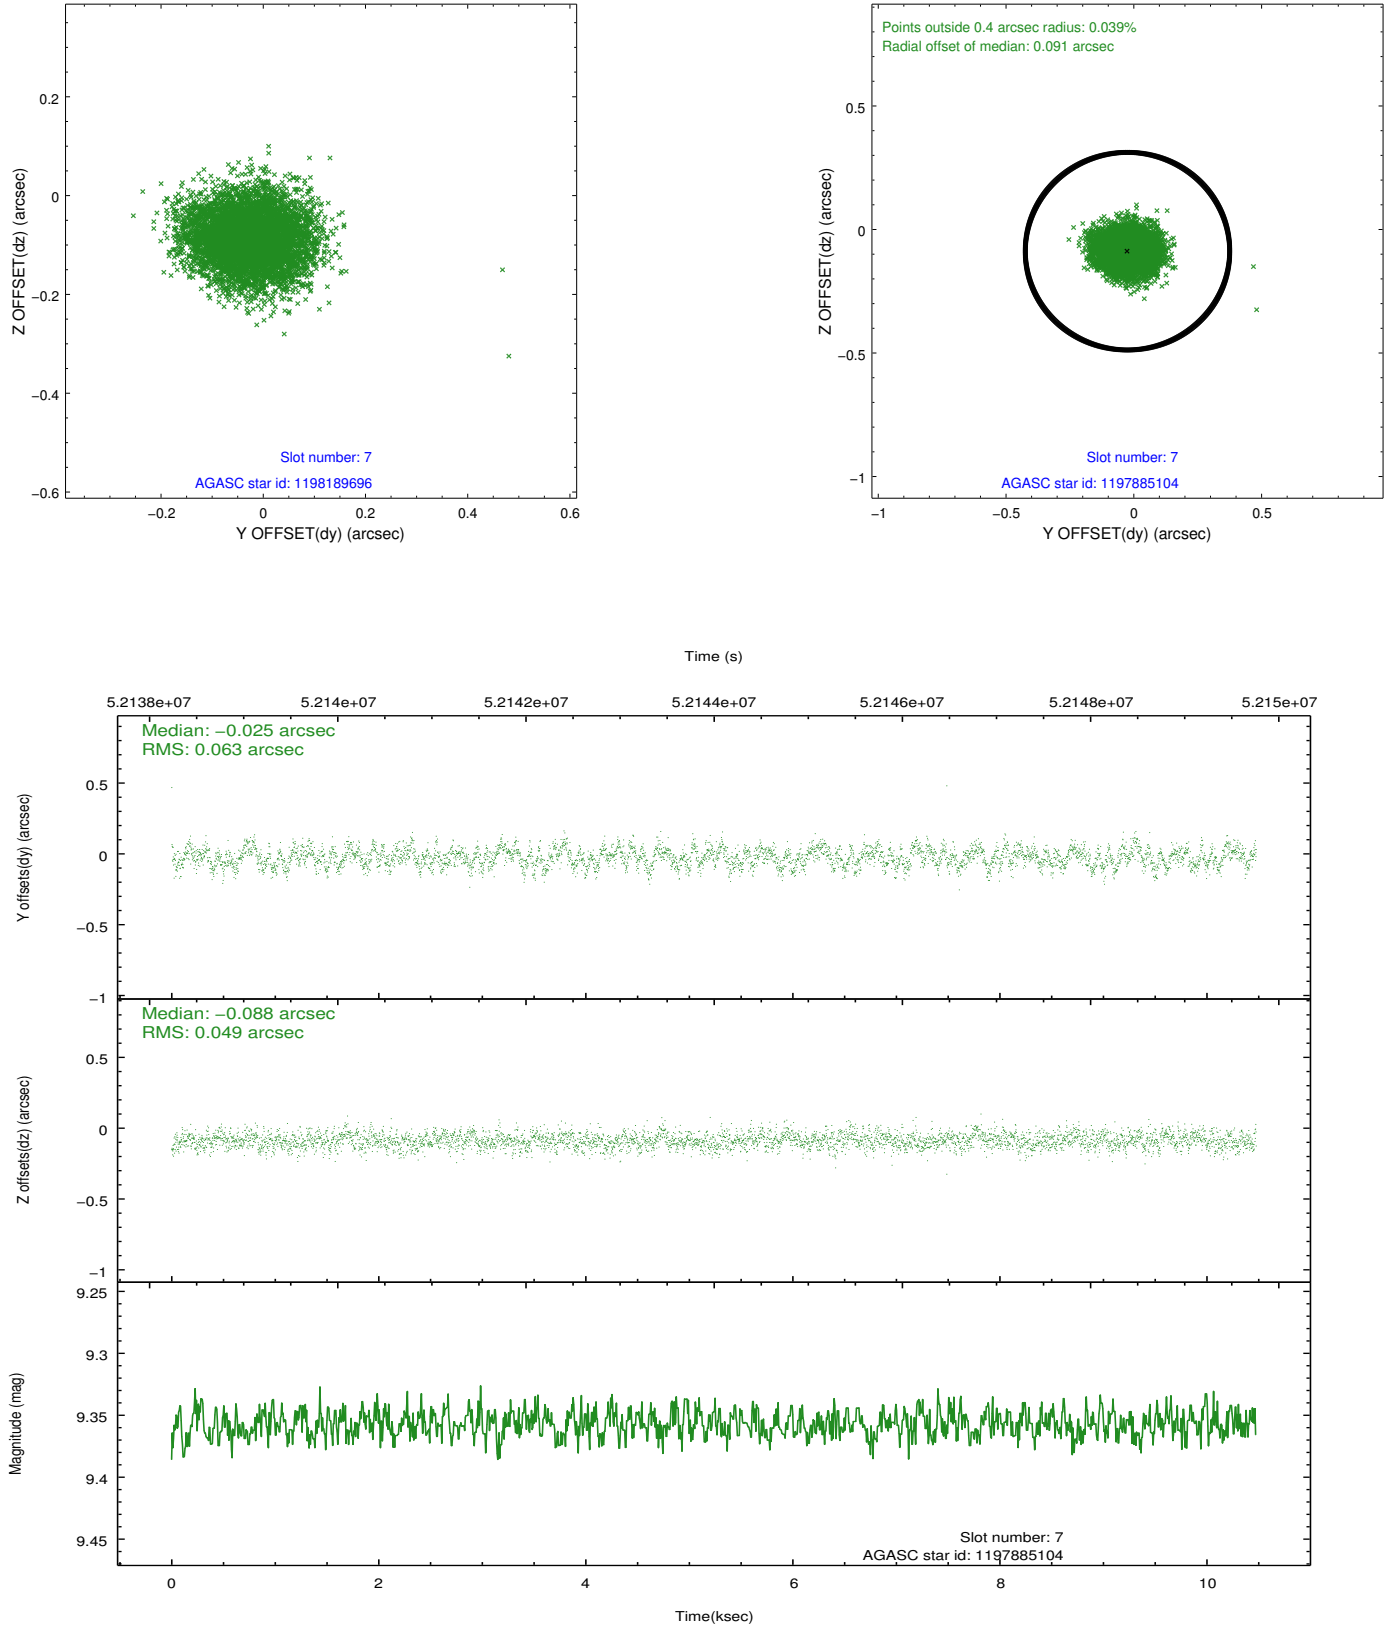 0.2
0
−0.2
−0.4
−0.6
Z OFFSET(dz) (arcsec)
Slot number: 7
AGASC star id: 1198189696
−0.2
0
0.2
0.4
0.6
Y OFFSET(dy) (arcsec)
Points outside 0.4 arcsec radius: 0.039%
Radial offset of median: 0.091 arcsec
0.5
0
−0.5
−1
Z OFFSET(dz) (arcsec)
Slot number: 7
AGASC star id: 1197885104
−1
−0.5
0
0.5
Y OFFSET(dy) (arcsec)
Time (s)
5.2138e+07
5.214e+07
5.2142e+07
5.2144e+07
5.2146e+07
5.2148e+07
5.215e+07
Median: −0.025 arcsec
RMS: 0.063 arcsec
0.5
0
−0.5
−1
Y offsets(dy) (arcsec)
Median: −0.088 arcsec
RMS: 0.049 arcsec
0.5
0
−0.5
−1
Z offsets(dz) (arcsec)
9.25
9.3
9.35
9.4
9.45
Magnitude (mag)
Slot number: 7
AGASC star id: 1197885104
0
2
4
6
8
10
Time(ksec)